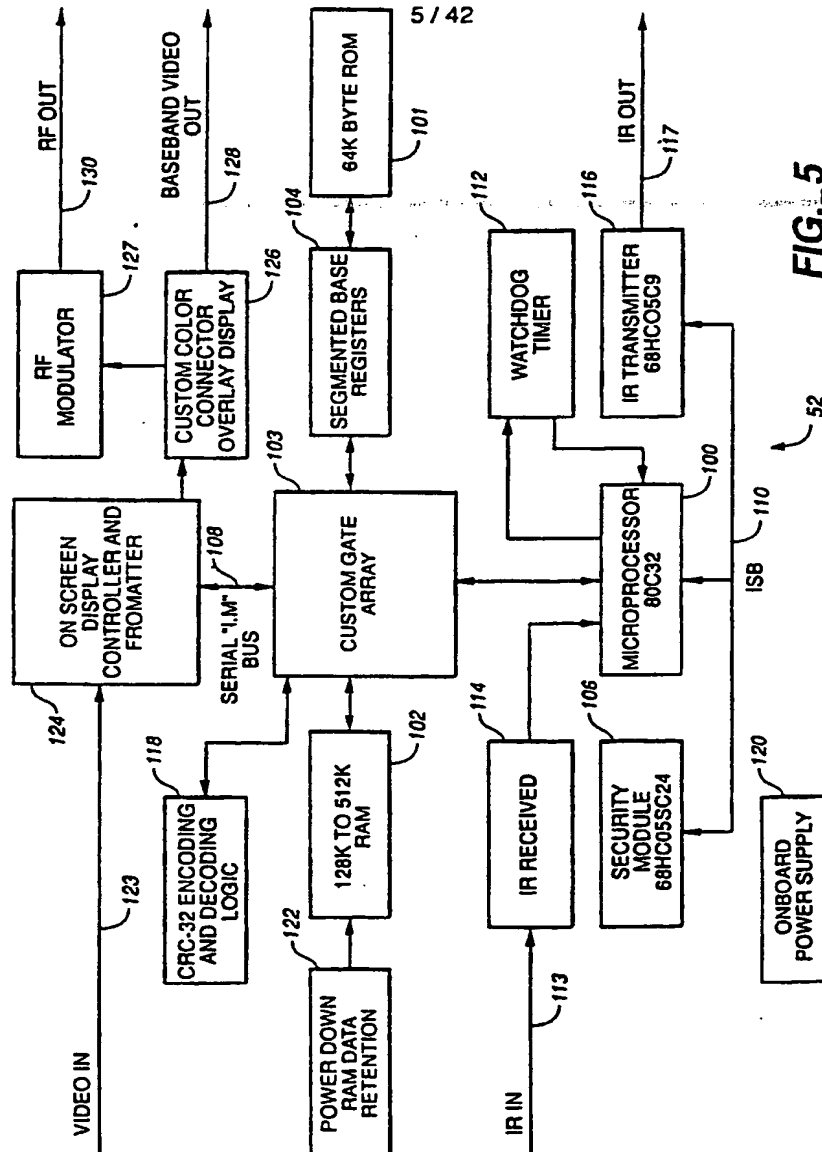 5 / 42
VIDEO IN
123
124
ON SCREEN
DISPLAY
CONTROLLER AND
FROMATTER
RF
MODULATOR
127
RF OUT
130
CUSTOM COLOR
CONNECTOR
OVERLAY DISPLAY
126
BASEBAND VIDEO
OUT
128
118
CRC-32 ENCODING
AND DECODING
LOGIC
SERIAL "I.M"
BUS
108
122
POWER DOWN
RAM DATA
RETENTION
128K TO 512K
RAM
102
CUSTOM GATE
ARRAY
103
SEGMENTED BASE
REGISTERS
104
64K BYTE ROM
101
IR IN
113
IR RECEIVED
114
WATCHDOG
TIMER
112
SECURITY
MODULE
68HC05SC24
106
MICROPROCESSOR
80C32
100
IR TRANSMITTER
68HCO5C9
116
IR OUT
117
ISB
110
ONBOARD
POWER SUPPLY
120
52
FIG._5